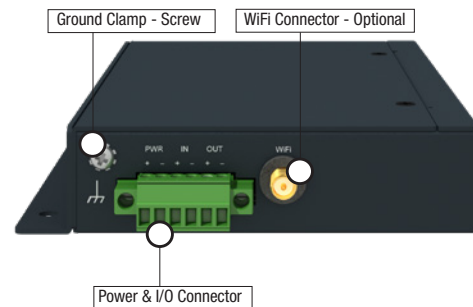 Ground Clamp - Screw
WiFi Connector - Optional
PWR IN OUT
WiFi
+ - + - + -
Power & I/O Connector